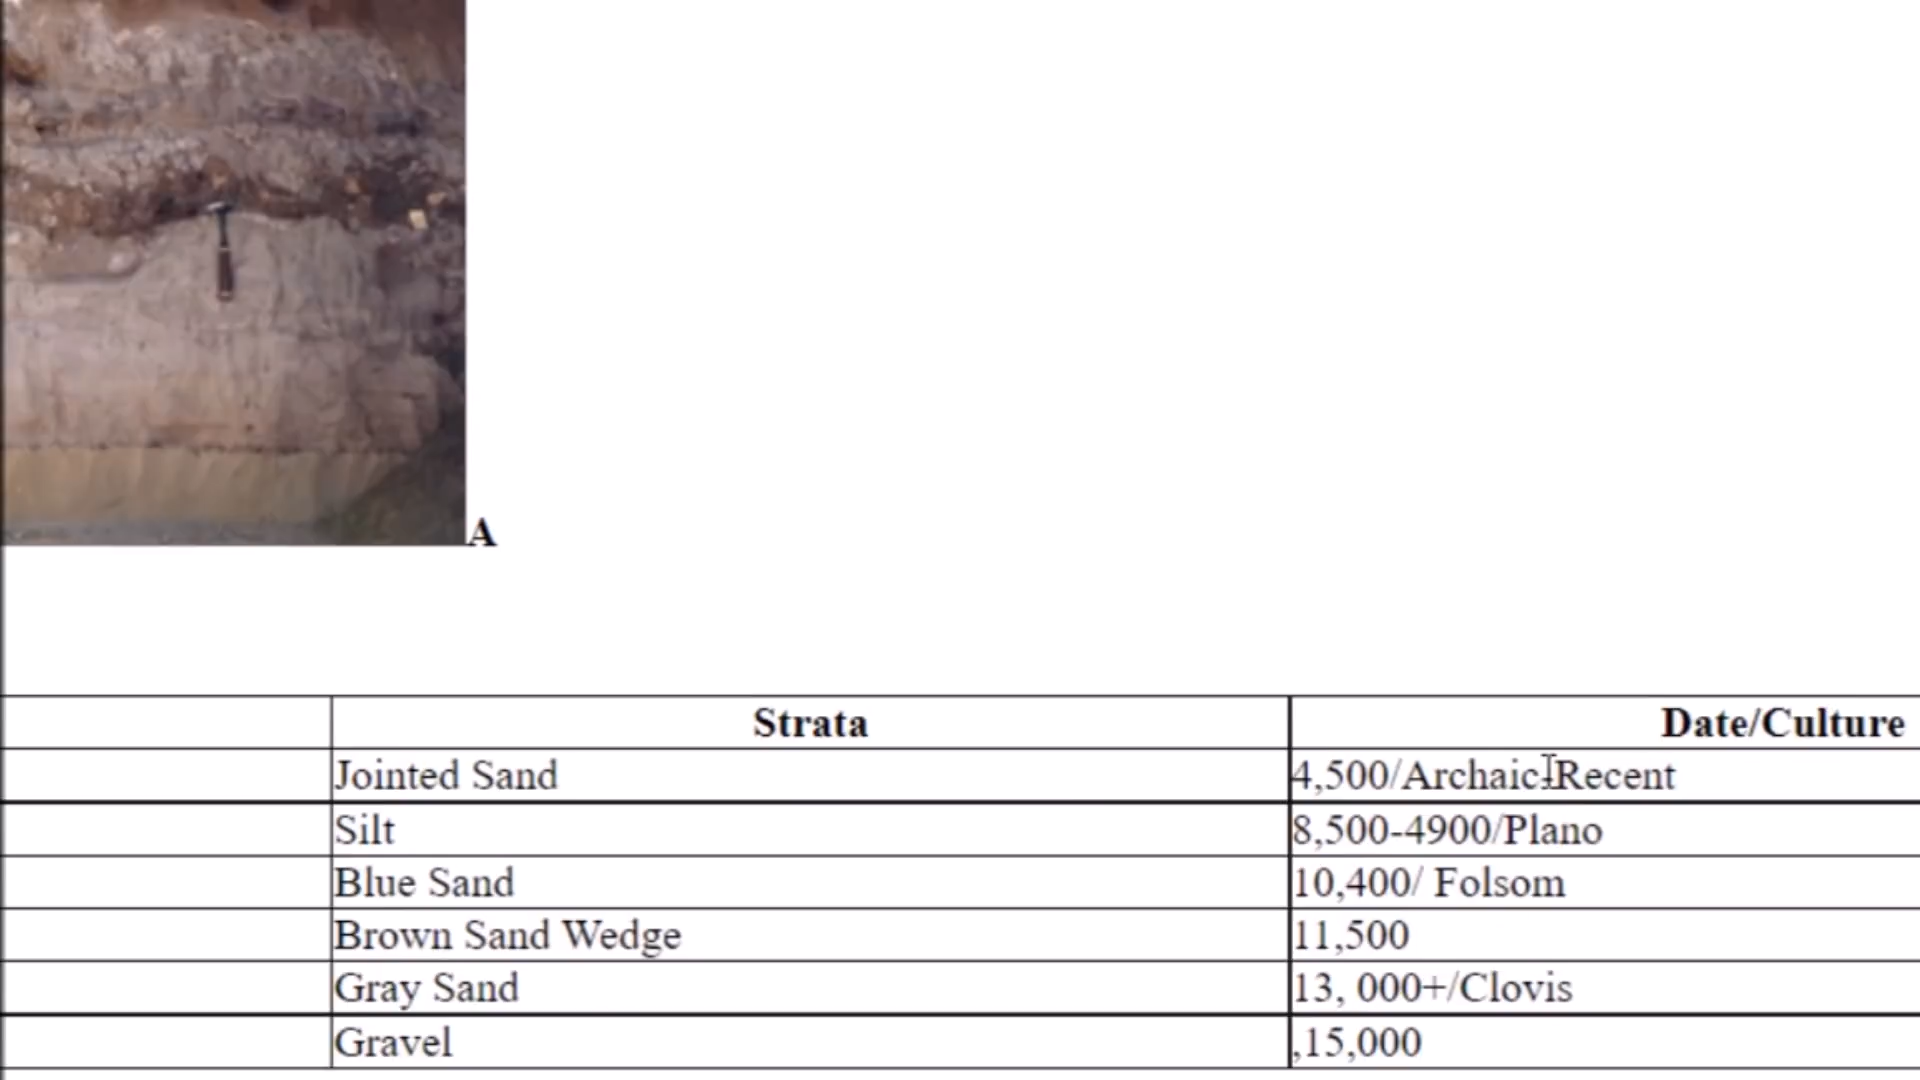 A
Strata Date/Culture
Jointed Sand 4,500/Archaic-Recent
Silt 8,500-4900/Plano
Blue Sand 10,400/ Folsom
Brown Sand Wedge 11,500
Gray Sand 13, 000+/Clovis
Gravel ,15,000